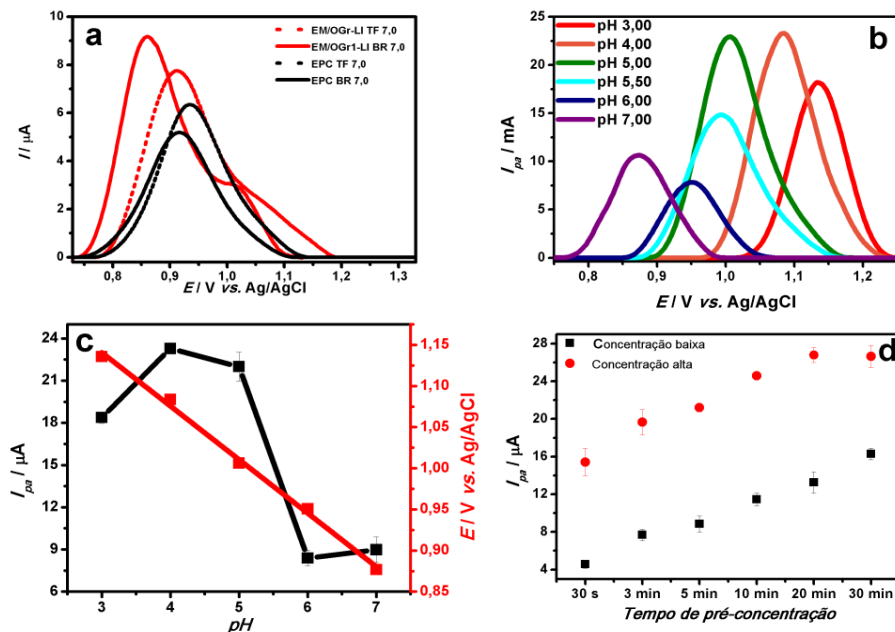 a
EM/OGr-LI TF 7,0
EM/OGr1-LI BR 7,0
EPC TF 7,0
EPC BR 7,0
I / µA
10
8
6
4
2
0
0,8 0,9 1,0 1,1 1,2 1,3
E / V vs. Ag/AgCl
b
pH 3,00
pH 4,00
pH 5,00
pH 5,50
pH 6,00
pH 7,00
Ipa / mA
25
20
15
10
5
0
0,8 0,9 1,0 1,1 1,2
E / V vs. Ag/AgCl
c
Ipa / µA
24
21
18
15
12
9
6
3 4 5 6 7
pH
1,15
1,10
1,05
1,00
0,95
0,90
0,85
E / V vs. Ag/AgCl
d
Concentração baixa
Concentração alta
Ipa / µA
28
24
20
16
12
8
4
30 s 3 min 5 min 10 min 20 min 30 min
Tempo de pré-concentração